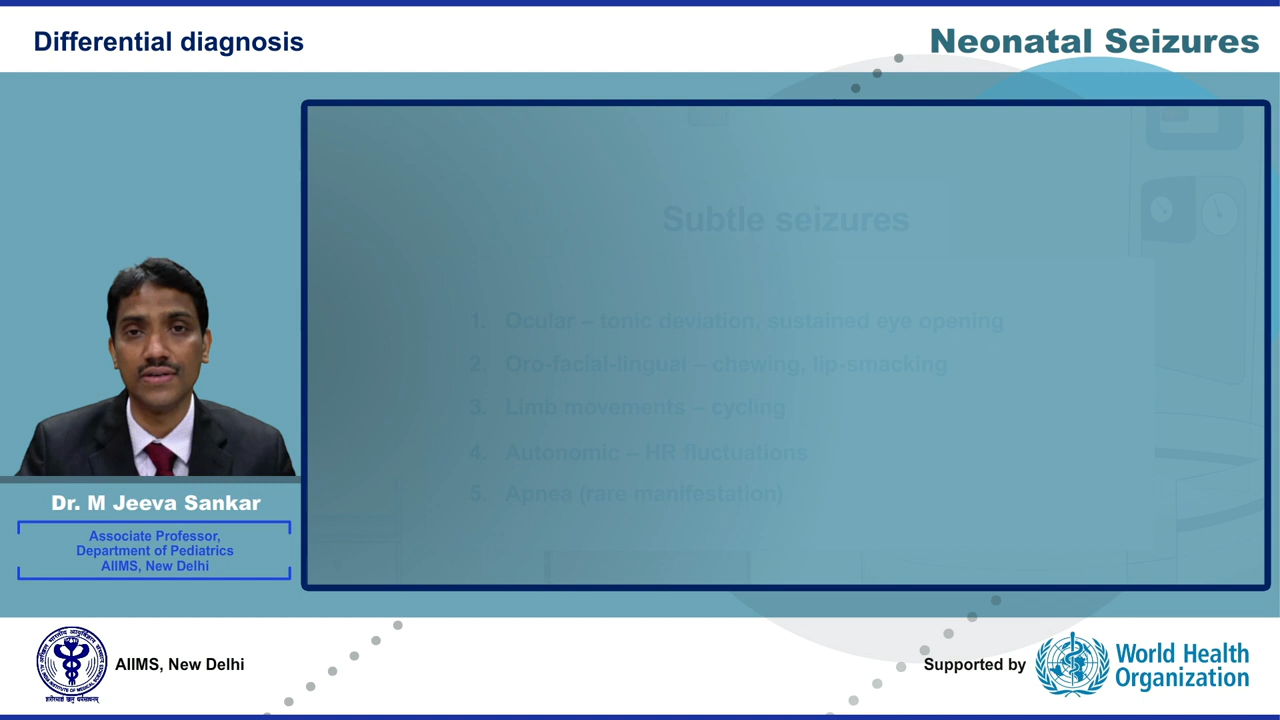 Differential diagnosis
Neonatal Seizures
Subtle seizures
1. Ocular – tonic deviation, sustained eye opening
2. Oro-facial-lingual – chewing, lip-smacking
3. Limb movements – cycling
4. Autonomic – HR fluctuations
5. Apnea (rare manifestation)
Dr. M Jeeva Sankar
Associate Professor,
Department of Pediatrics
AIIMS, New Delhi
AIIMS, New Delhi
Supported by
World Health
Organization